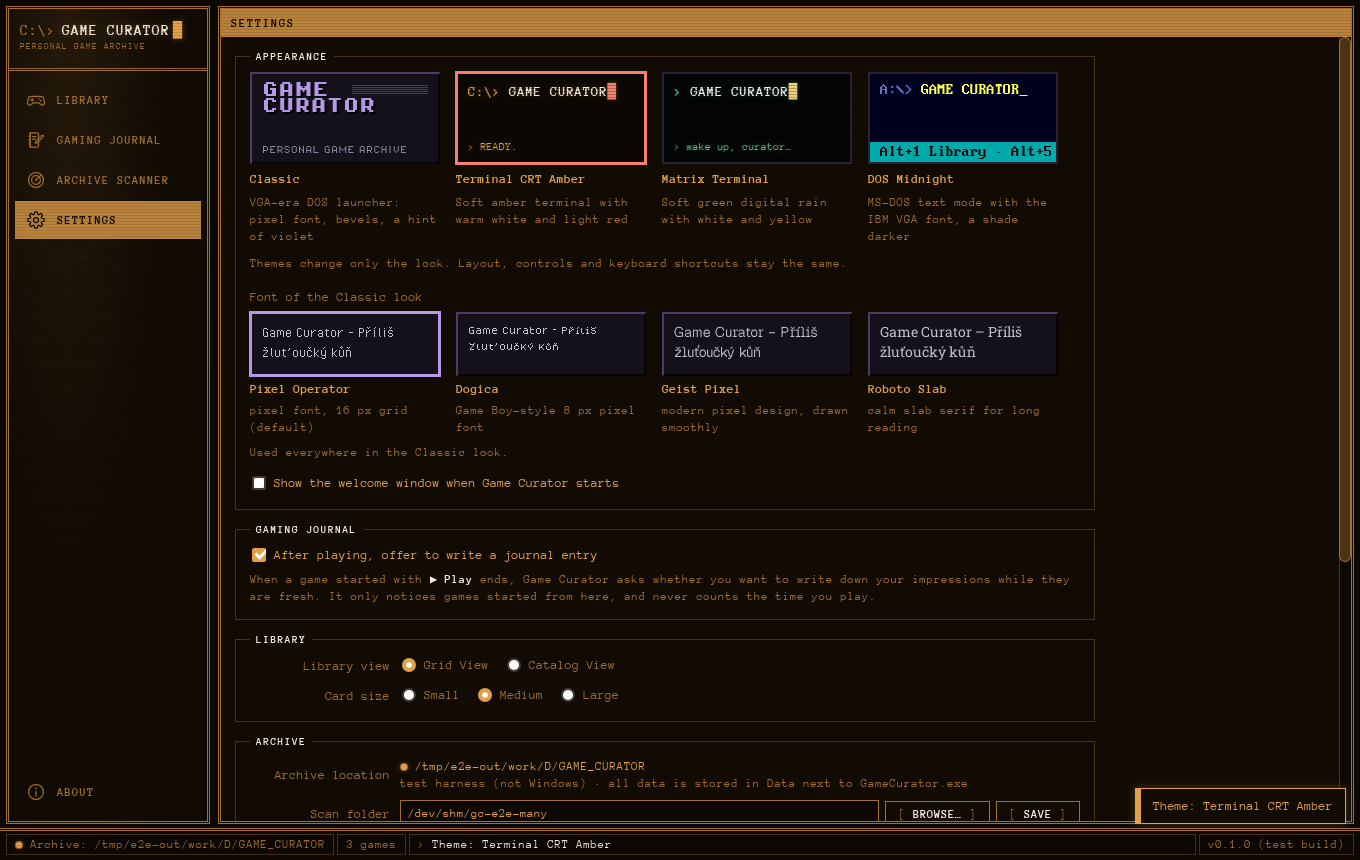 C:\> GAME CURATOR
PERSONAL GAME ARCHIVE
LIBRARY
GAMING JOURNAL
ARCHIVE SCANNER
SETTINGS
ABOUT
SETTINGS
APPEARANCE
GAME
CURATOR
PERSONAL GAME ARCHIVE
C:\> GAME CURATOR
> READY.
> GAME CURATOR
> wake up, curator…
A:\> GAME CURATOR_
Alt+1 Library · Alt+5
Classic
VGA-era DOS launcher:
pixel font, bevels, a hint
of violet
Terminal CRT Amber
Soft amber terminal with
warm white and light red
Matrix Terminal
Soft green digital rain
with white and yellow
DOS Midnight
MS-DOS text mode with the
IBM VGA font, a shade
darker
Themes change only the look. Layout, controls and keyboard shortcuts stay the same.
Font of the Classic look
Game Curator – Příliš
žluťoučký kůň
Game Curator – Příliš
žluťoučký kůň
Game Curator – Příliš
žluťoučký kůň
Game Curator – Příliš
žluťoučký kůň
Pixel Operator
pixel font, 16 px grid
(default)
Dogica
Game Boy-style 8 px pixel
font
Geist Pixel
modern pixel design, drawn
smoothly
Roboto Slab
calm slab serif for long
reading
Used everywhere in the Classic look.
Show the welcome window when Game Curator starts
GAMING JOURNAL
After playing, offer to write a journal entry
When a game started with ▶ Play ends, Game Curator asks whether you want to write down your impressions while they
are fresh. It only notices games started from here, and never counts the time you play.
LIBRARY
Library view Grid View Catalog View
Card size Small Medium Large
ARCHIVE
Archive location /tmp/e2e-out/work/D/GAME_CURATOR
test harness (not Windows) · all data is stored in Data next to GameCurator.exe
Scan folder /dev/shm/gc-e2e-many [ BROWSE… ] [ SAVE ]
Theme: Terminal CRT Amber
Archive: /tmp/e2e-out/work/D/GAME_CURATOR 3 games > Theme: Terminal CRT Amber v0.1.0 (test build)